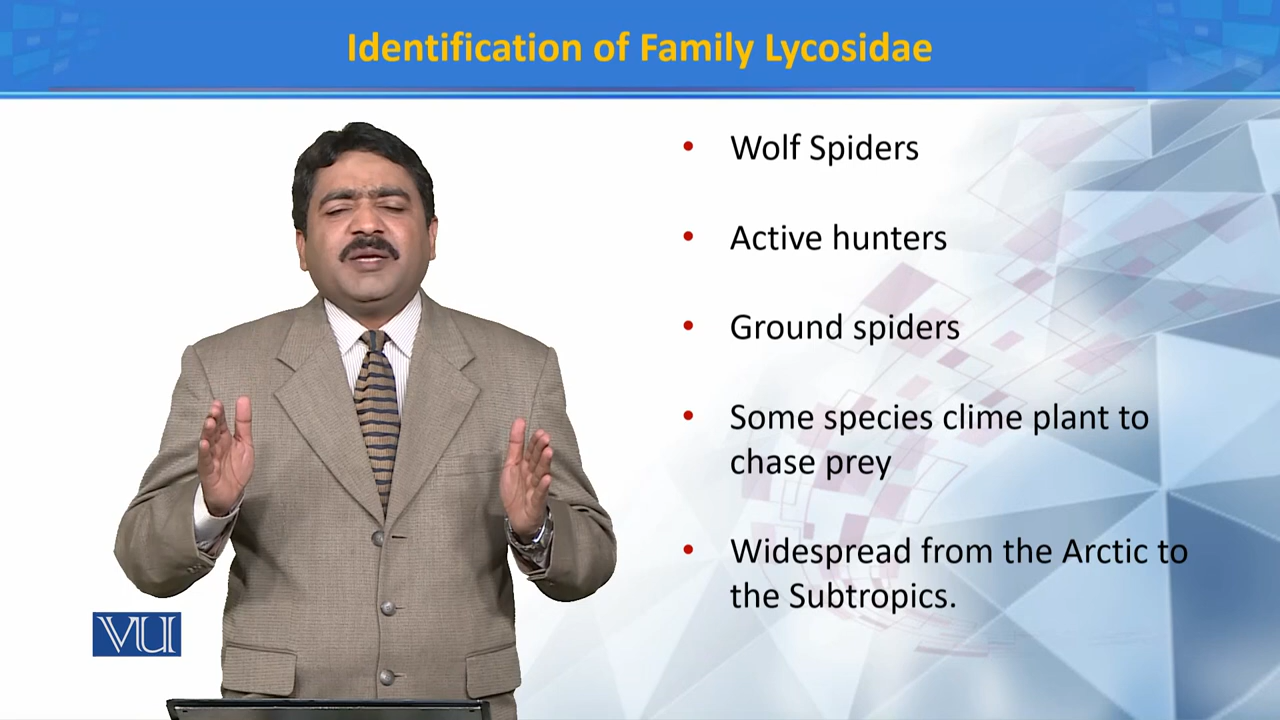 Identification of Family Lycosidae
• Wolf Spiders
• Active hunters
• Ground spiders
• Some species clime plant to
chase prey
• Widespread from the Arctic to
the Subtropics.
VU